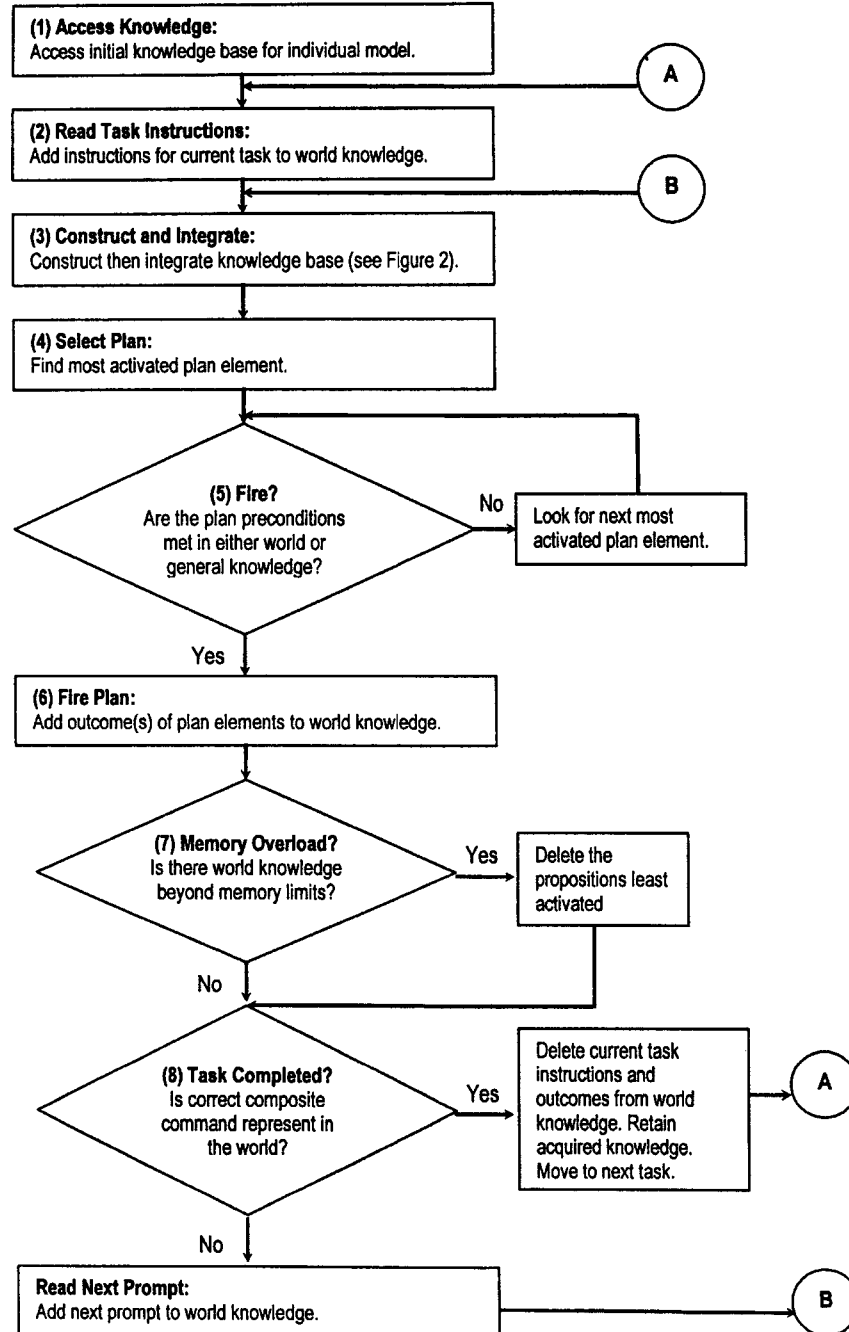 (1) Access Knowledge:
Access initial knowledge base for individual model.
A
(2) Read Task Instructions:
Add instructions for current task to world knowledge.
B
(3) Construct and Integrate:
Construct then integrate knowledge base (see Figure 2).
(4) Select Plan:
Find most activated plan element.
(5) Fire?
Are the plan preconditions
met in either world or
general knowledge?
No
Look for next most
activated plan element.
Yes
(6) Fire Plan:
Add outcome(s) of plan elements to world knowledge.
(7) Memory Overload?
Is there world knowledge
beyond memory limits?
Yes
Delete the
propositions least
activated
No
(8) Task Completed?
Is correct composite
command represent in
the world?
Yes
Delete current task
instructions and
outcomes from world
knowledge. Retain
acquired knowledge.
Move to next task.
A
No
Read Next Prompt:
Add next prompt to world knowledge.
B